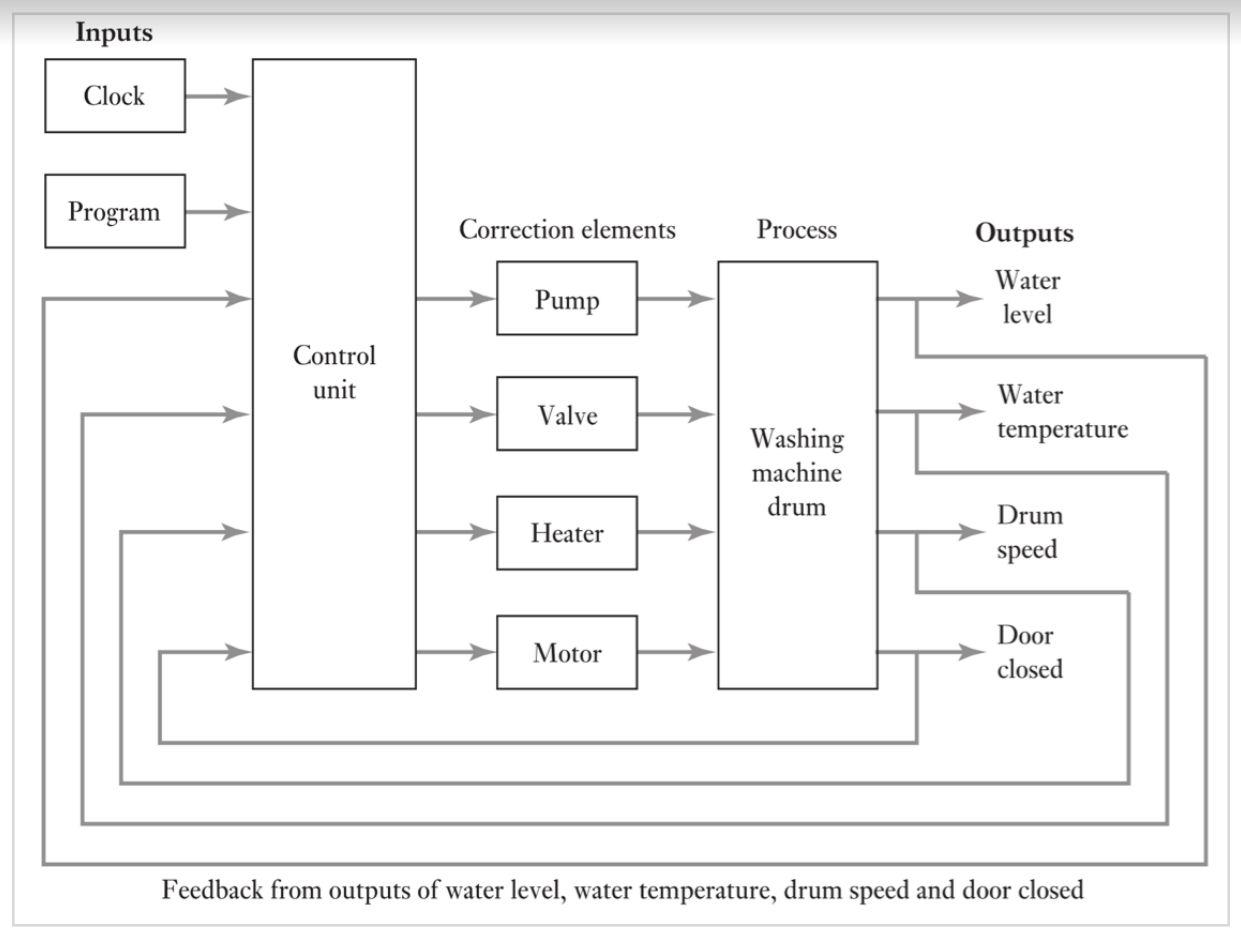 Inputs
Clock
Program
Control
unit
Correction elements
Pump
Valve
Heater
Motor
Process
Washing
machine
drum
Outputs
Water
level
Water
temperature
Drum
speed
Door
closed
Feedback from outputs of water level, water temperature, drum speed and door closed